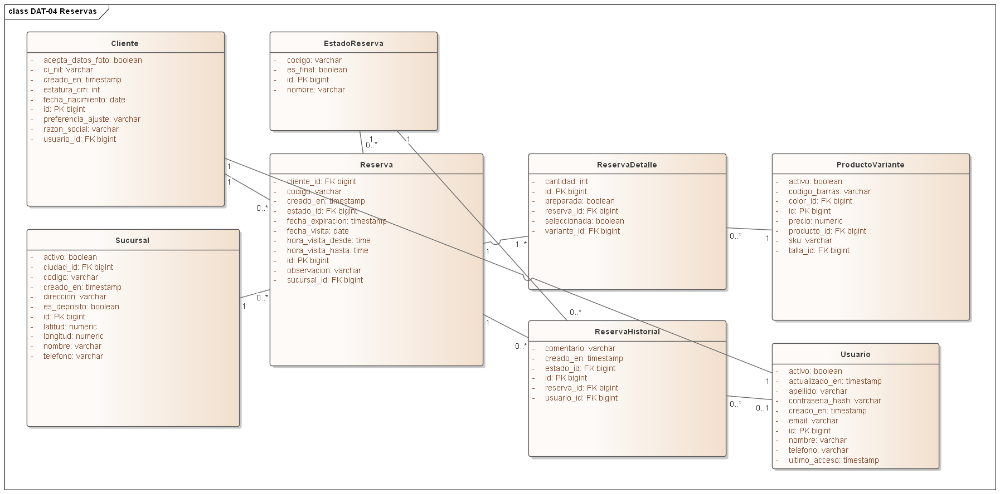 class DAT-04 Reservas
Cliente
- acepta_datos_foto: boolean
- ci_nit: varchar
- creado_en: timestamp
- estatura_cm: int
- fecha_nacimiento: date
- id: PK bigint
- preferencia_ajuste: varchar
- razon_social: varchar
- usuario_id: FK bigint
EstadoReserva
- codigo: varchar
- es_final: boolean
- id: PK bigint
- nombre: varchar
1
0..*
1
1
1
0..*
Reserva
- cliente_id: FK bigint
- codigo: varchar
- creado_en: timestamp
- estado_id: FK bigint
- fecha_expiracion: timestamp
- fecha_visita: date
- hora_visita_desde: time
- hora_visita_hasta: time
- id: PK bigint
- observacion: varchar
- sucursal_id: FK bigint
ReservaDetalle
- cantidad: int
- id: PK bigint
- preparada: boolean
- reserva_id: FK bigint
- seleccionada: boolean
- variante_id: FK bigint
ProductoVariante
- activo: boolean
- codigo_barras: varchar
- color_id: FK bigint
- id: PK bigint
- precio: numeric
- producto_id: FK bigint
- sku: varchar
- talla_id: FK bigint
1
1..*
0..*
1
Sucursal
- activo: boolean
- ciudad_id: FK bigint
- codigo: varchar
- creado_en: timestamp
- direccion: varchar
- es_deposito: boolean
- id: PK bigint
- latitud: numeric
- longitud: numeric
- nombre: varchar
- telefono: varchar
1
0..*
1
0..*
0..*
ReservaHistorial
- comentario: varchar
- creado_en: timestamp
- estado_id: FK bigint
- id: PK bigint
- reserva_id: FK bigint
- usuario_id: FK bigint
1
0..*
0..1
Usuario
- activo: boolean
- actualizado_en: timestamp
- apellido: varchar
- contrasena_hash: varchar
- creado_en: timestamp
- email: varchar
- id: PK bigint
- nombre: varchar
- telefono: varchar
- ultimo_acceso: timestamp